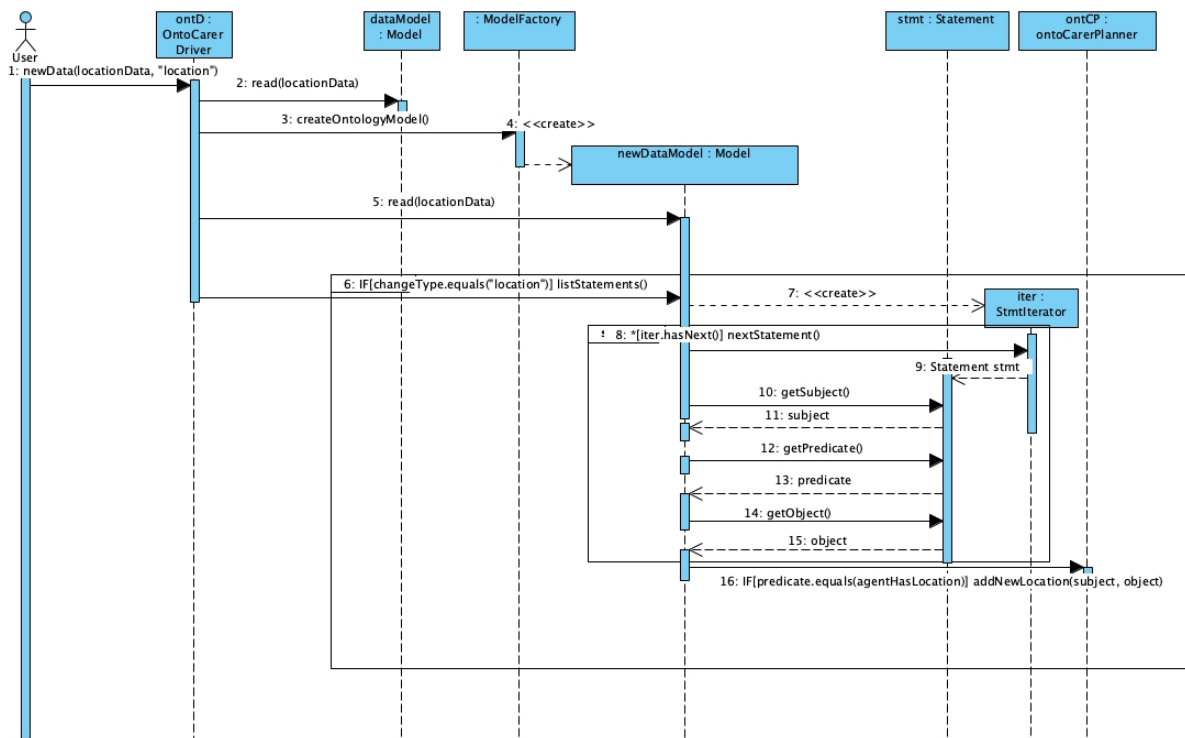 ontD :
OntoCarer
Driver
dataModel
: Model
: ModelFactory
stmt : Statement
ontCP :
ontoCarerPlanner
User
1: newData(locationData, "location")
2: read(locationData)
3: createOntologyModel()
4: <<create>>
newDataModel : Model
5: read(locationData)
6: IF[changeType.equals("location")] listStatements()
7: <<create>>
iter :
StmtIterator
8: *[iter.hasNext()] nextStatement()
9: Statement stmt
10: getSubject()
11: subject
12: getPredicate()
13: predicate
14: getObject()
15: object
16: IF[predicate.equals(agentHasLocation)] addNewLocation(subject, object)